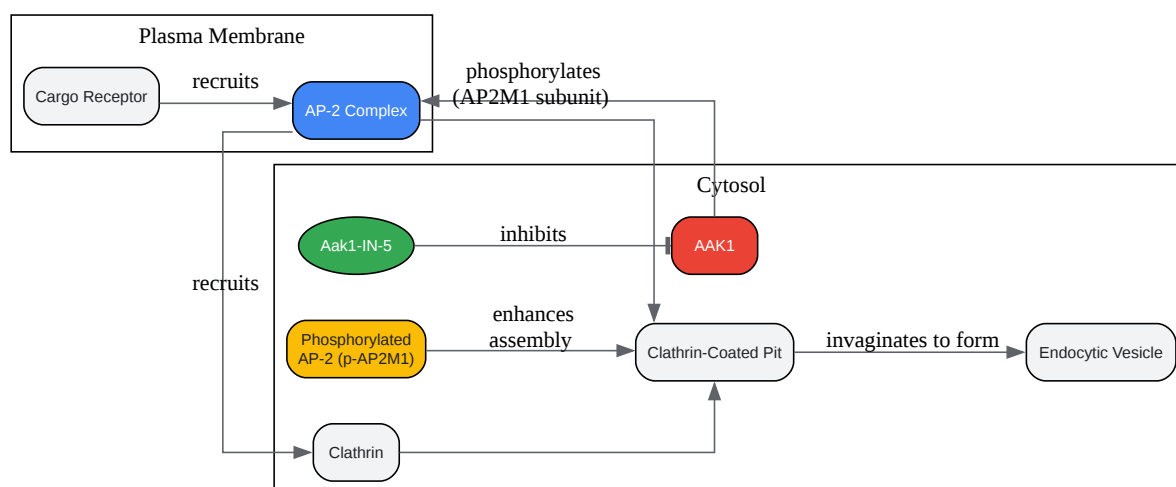 Plasma Membrane
Cargo Receptor
recruits
AP-2 Complex
phosphorylates
(AP2M1 subunit)
Cytosol
Aak1-IN-5
inhibits
AAK1
recruits
Phosphorylated
AP-2 (p-AP2M1)
enhances
assembly
Clathrin-Coated Pit
invaginates to form
Endocytic Vesicle
Clathrin